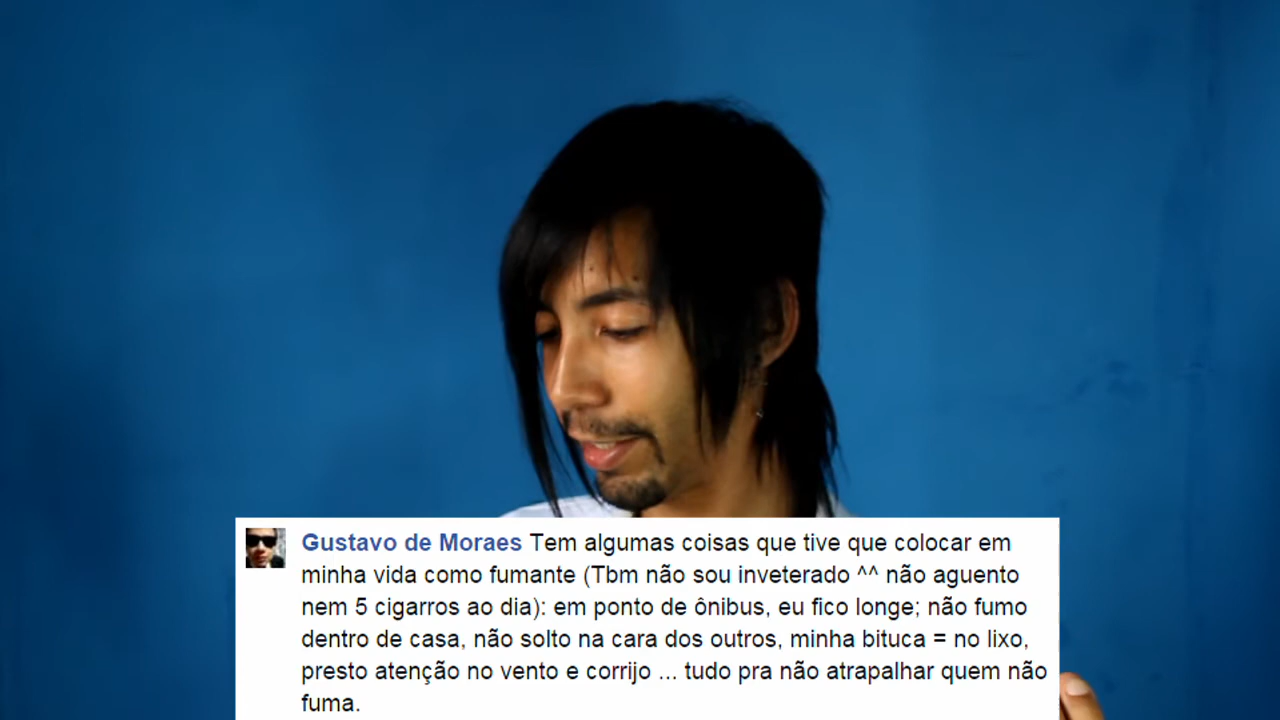 Gustavo de Moraes Tem algumas coisas que tive que colocar em
minha vida como fumante (Tbm não sou inveterado ^^ não aguento
nem 5 cigarros ao dia): em ponto de ônibus, eu fico longe; não fumo
dentro de casa, não solto na cara dos outros, minha bituca = no lixo,
presto atenção no vento e corrijo ... tudo pra não atrapalhar quem não
fuma.